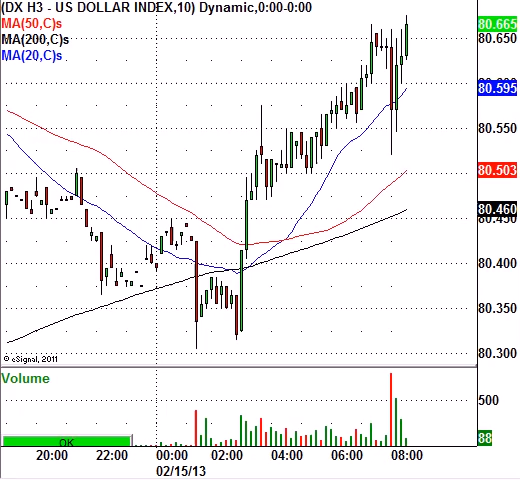 (DX H3 - US DOLLAR INDEX,10) Dynamic,0:00-0:00
MA(50,C)s
MA(200,C)s
MA(20,C)s
80.665
80.650
80.595
80.550
80.503
80.460
80.400
80.350
80.300
© eSignal, 2011
Volume
500
88
OK
20:00 22:00 00:00 02:00 04:00 06:00 08:00
02/15/13